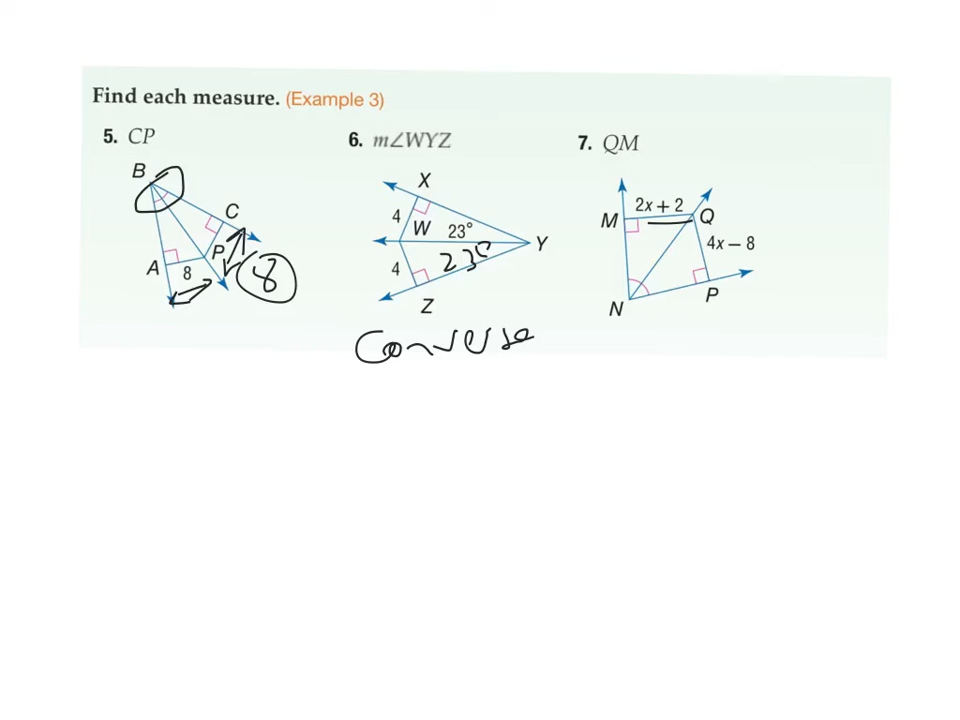 Find each measure. (Example 3)
5. CP
6. m∠WYZ
7. QM
B
C
A
8
P
8
X
4
W
23°
Y
4
23°
Z
Converse
M
2x + 2
Q
4x – 8
N
P